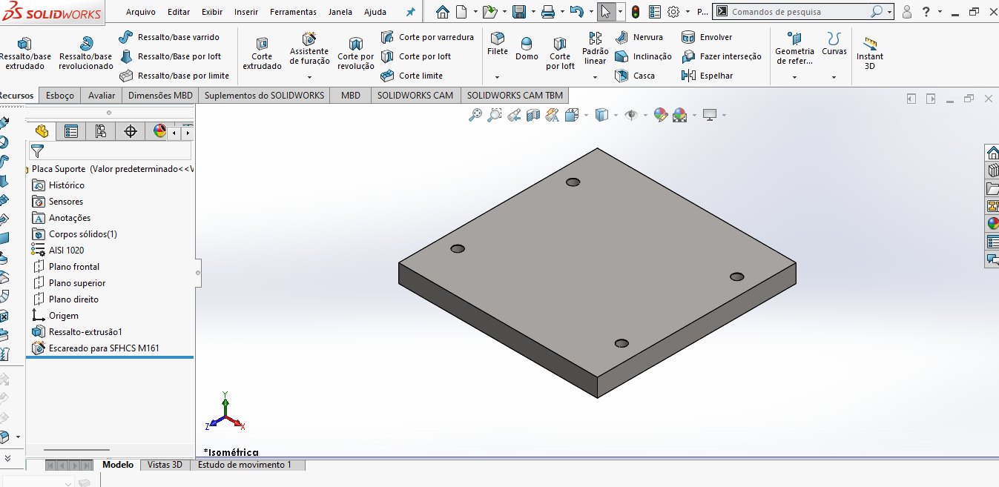 SOLIDWORKS
Arquivo Editar Exibir Inserir Ferramentas Janela Ajuda
P...
Comandos de pesquisa
?
Ressalto/base
extrudado
Ressalto/base
revolucionado
Ressalto/base varrido
Ressalto/Base por loft
Ressalto/base por limite
Corte
extrudado
Assistente
de furação
Corte por
revolução
Corte por varredura
Corte por loft
Corte limite
Filete
Domo
Corte
por loft
Padrão
linear
Nervura
Inclinação
Casca
Envolver
Fazer interseção
Espelhar
Geometria
de refer...
Curvas
Instant
3D
Recursos Esboço Avaliar Dimensões MBD Suplementos do SOLIDWORKS MBD SOLIDWORKS CAM SOLIDWORKS CAM TBM
Placa Suporte (Valor predeterminado<<V
Histórico
Sensores
Anotações
Corpos sólidos(1)
AISI 1020
Plano frontal
Plano superior
Plano direito
Origem
Ressalto-extrusão1
Escareado para SFHCS M161
Y
Z
X
*Isométrica
Modelo Vistas 3D Estudo de movimento 1